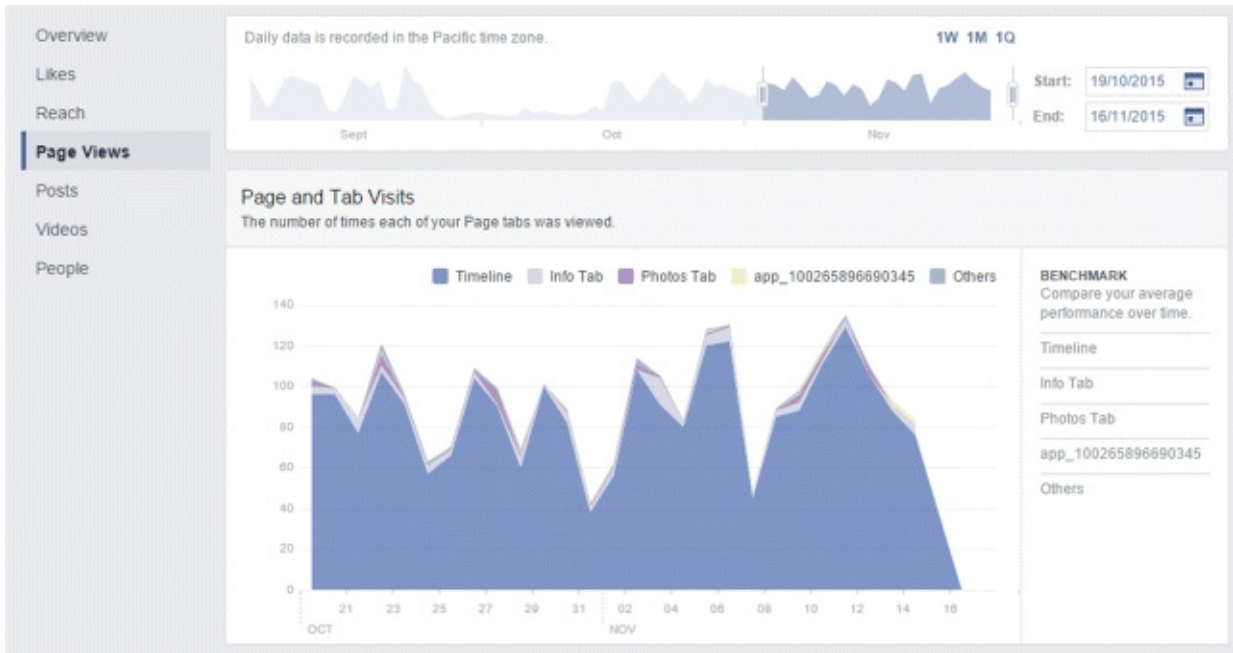 Overview
Likes
Reach
Page Views
Posts
Videos
People
Daily data is recorded in the Pacific time zone.
1W 1M 1Q
Start: 19/10/2015
End: 16/11/2015
Sept Oct Nov
Page and Tab Visits
The number of times each of your Page tabs was viewed.
Timeline Info Tab Photos Tab app_100265896690345 Others
140
120
100
80
60
40
20
0
21 23 25 27 29 31 02 04 06 08 10 12 14 16
OCT NOV
BENCHMARK
Compare your average
performance over time.
Timeline
Info Tab
Photos Tab
app_100265896690345
Others